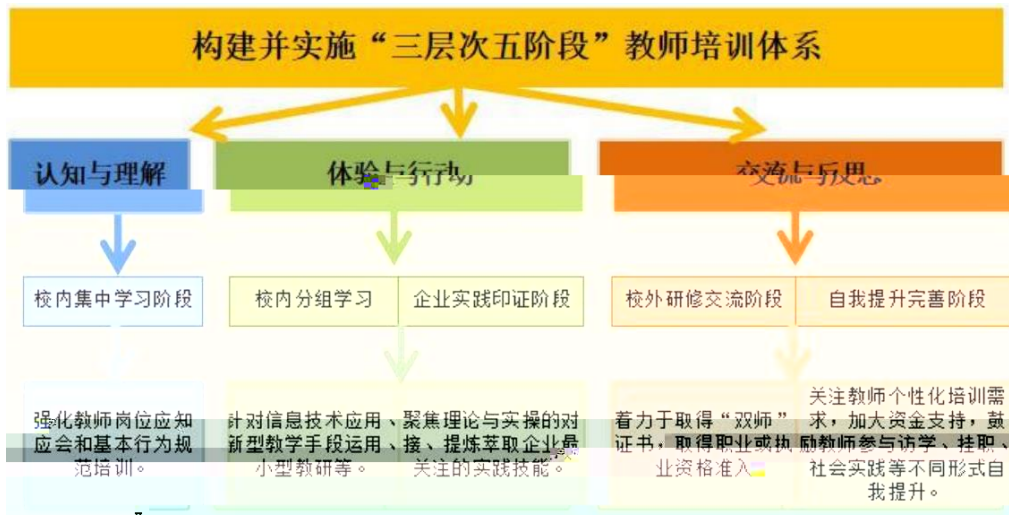 构建并实施“三层次五阶段”教师培训体系
认知与理解
体验与行动
交流与反思
校内集中学习阶段
校内分组学习
企业实践印证阶段
校外研修交流阶段
自我提升完善阶段
强化教师岗位应知
应会和基本行为规
范培训。
针对信息技术应用、
新型教学手段运用、
小型教研等。
聚焦理论与实操的对
接、提炼萃取企业最
关注的实践技能。
着力于取得“双师”
证书，取得职业或执
业资格准入
关注教师个性化培训需
求，加大资金支持，鼓
励教师参与访学、挂职、
社会实践等不同形式自
我提升。